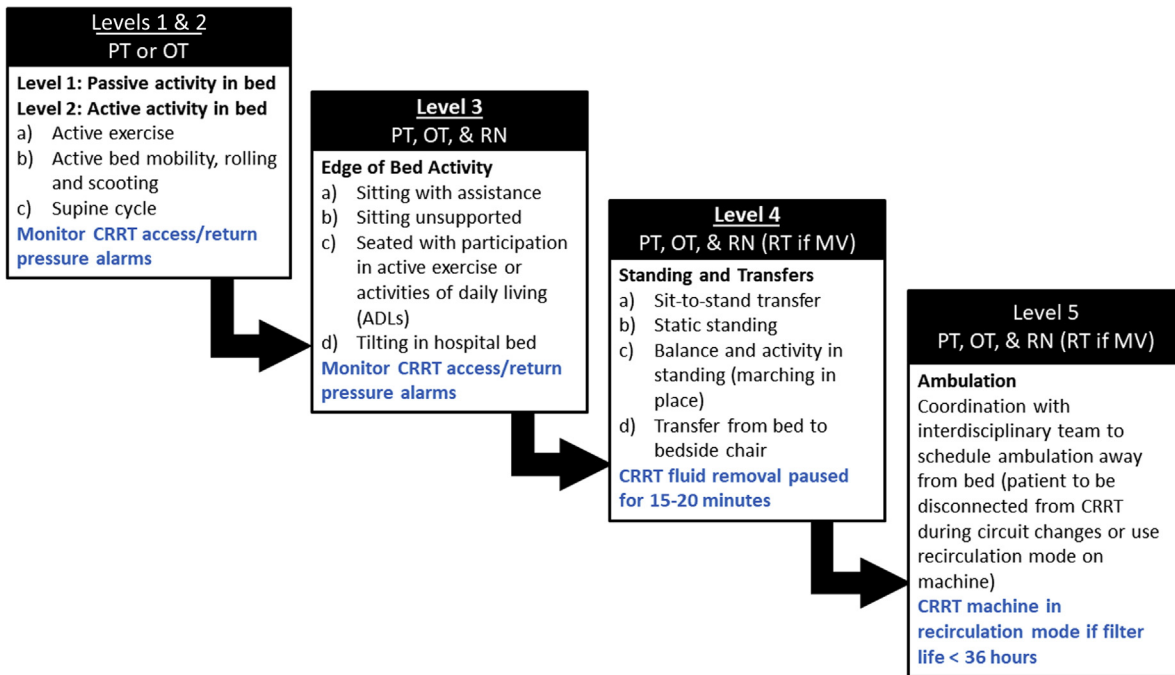 Levels 1 & 2
PT or OT
Level 1: Passive activity in bed
Level 2: Active activity in bed
a) Active exercise
b) Active bed mobility, rolling
and scooting
c) Supine cycle
Monitor CRRT access/return
pressure alarms
Level 3
PT, OT, & RN
Edge of Bed Activity
a) Sitting with assistance
b) Sitting unsupported
c) Seated with participation
in active exercise or
activities of daily living
(ADLs)
d) Tilting in hospital bed
Monitor CRRT access/return
pressure alarms
Level 4
PT, OT, & RN (RT if MV)
Standing and Transfers
a) Sit-to-stand transfer
b) Static standing
c) Balance and activity in
standing (marching in
place)
d) Transfer from bed to
bedside chair
CRRT fluid removal paused
for 15-20 minutes
Level 5
PT, OT, & RN (RT if MV)
Ambulation
Coordination with
interdisciplinary team to
schedule ambulation away
from bed (patient to be
disconnected from CRRT
during circuit changes or use
recirculation mode on
machine)
CRRT machine in
recirculation mode if filter
life < 36 hours